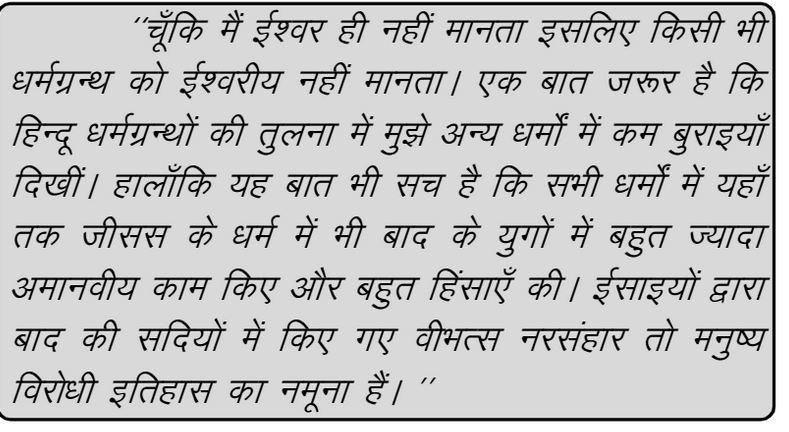 ‘‘चूँकि मैं ईश्वर ही नहीं मानता इसलिए किसी भी
धर्मग्रन्थ को ईश्वरीय नहीं मानता। एक बात जरूर है कि
हिन्दू धर्मग्रन्थों की तुलना में मुझे अन्य धर्मों में कम बुराइयाँ
दिखीं। हालाँकि यह बात भी सच है कि सभी धर्मों में यहाँ
तक जीसस के धर्म में भी बाद के युगों में बहुत ज्यादा
अमानवीय काम किए और बहुत हिंसाएँ की। ईसाइयों द्वारा
बाद की सदियों में किए गए वीभत्स नरसंहार तो मनुष्य
विरोधी इतिहास का नमूना हैं। ’’